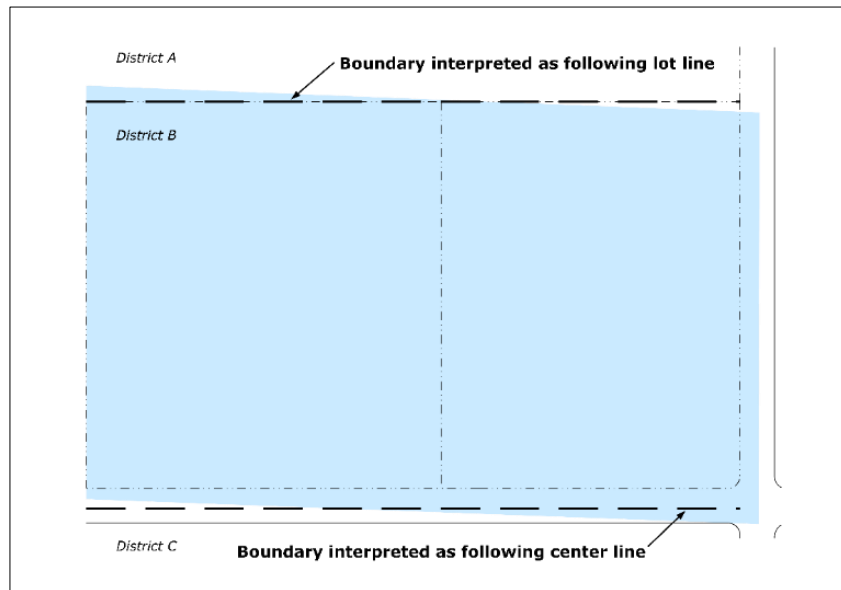 District A
Boundary interpreted as following lot line
District B
District C
Boundary interpreted as following center line